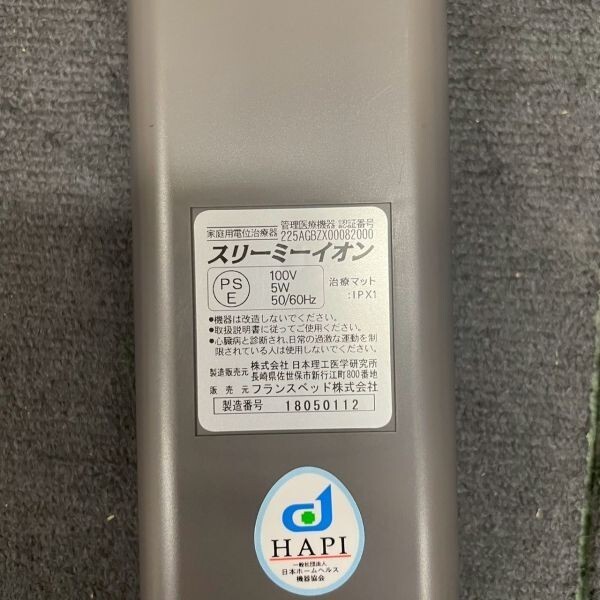 管理医療機器 認証番号
家庭用電位治療器 225AGBZX00082000
スリーミーイオン
PS
E
100V
5W
50/60Hz
治療マット
:IPX1
●機器は改造しないでください。
●取扱説明書に従ってご使用ください。
●心臓病と診断され、日常の過激な運動を制
限されている人は使用しないでください。
製造販売元 株式会社 日本理工医学研究所
長崎県佐世保市新行江町800番地
販売元 フランスベッド株式会社
製造番号 18050112
HAPI
一般社団法人
日本ホームヘルス
機器協会